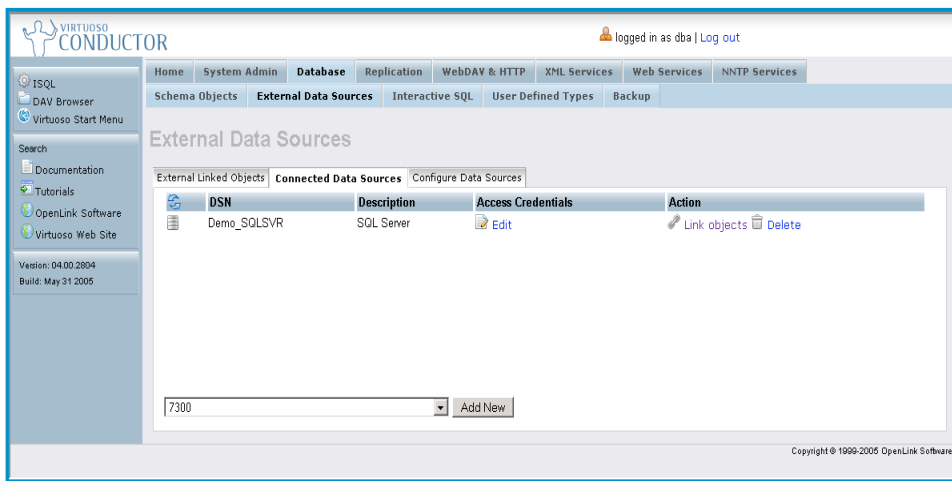 VIRTUOSO
CONDUCTOR
logged in as dba | Log out
ISQL
DAV Browser
Virtuoso Start Menu
Search
Documentation
Tutorials
OpenLink Software
Virtuoso Web Site
Version: 04.00.2804
Build: May 31 2005
Home System Admin Database Replication WebDAV & HTTP XML Services Web Services NNTP Services
Schema Objects External Data Sources Interactive SQL User Defined Types Backup
External Data Sources
External Linked Objects Connected Data Sources Configure Data Sources
DSN Description Access Credentials Action
Demo_SQLSVR SQL Server Edit Link objects Delete
7300 Add New
Copyright © 1999-2005 OpenLink Software